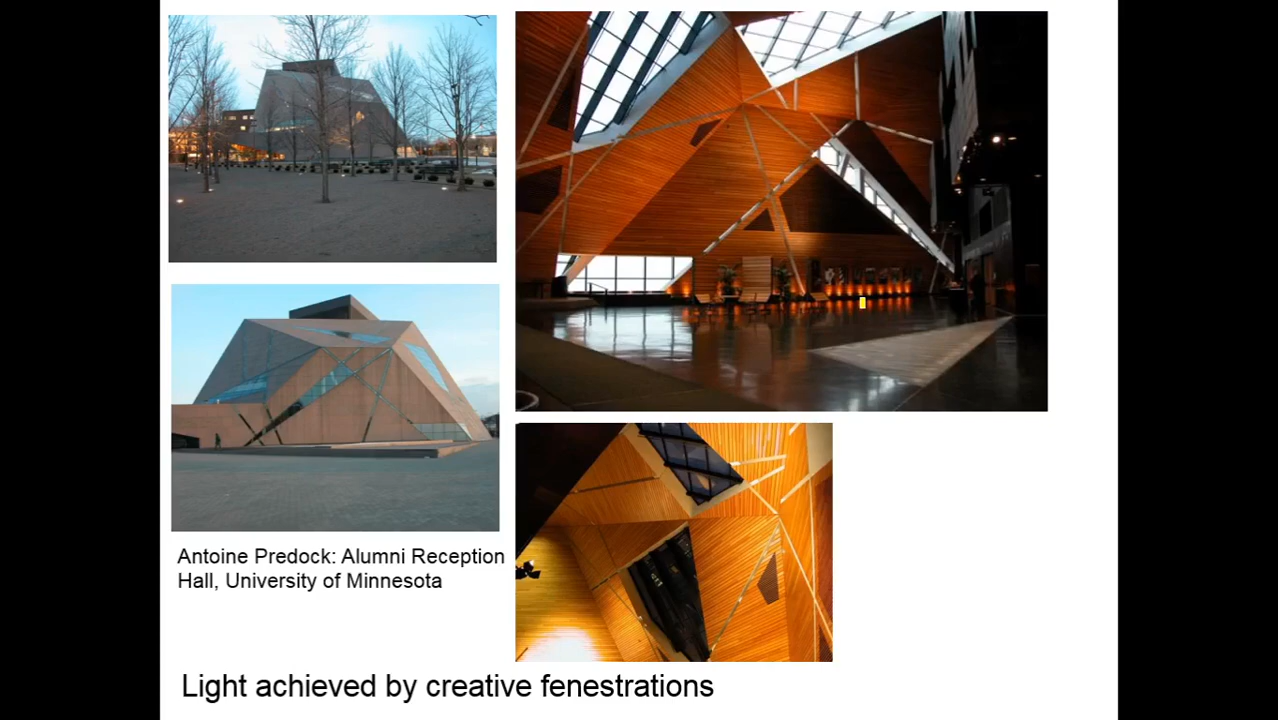 Antoine Predock: Alumni Reception
Hall, University of Minnesota
Light achieved by creative fenestrations